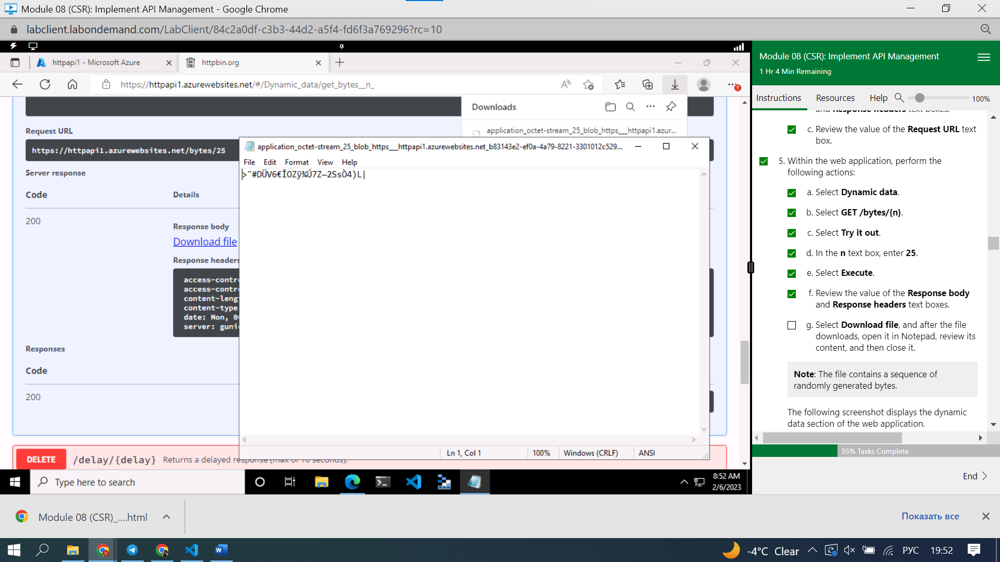 Module 08 (CSR): Implement API Management - Google Chrome
labclient.labondemand.com/LabClient/84c2a0df-c3b3-44d2-a5f4-fd6f3a769296?rc=10
httpapi1 - Microsoft Azure
httpbin.org
https://httpapi1.azurewebsites.net/#/Dynamic_data/get_bytes__n_
Downloads
application_octet-stream_25_blob_https___httpapi1.azur...
Request URL
https://httpapi1.azurewebsites.net/bytes/25
Server response
Code
Details
200
Response body
Download file
Response headers
access-contr
access-contr
content-leng
content-type
date: Mon, 0
server: guni
Responses
Code
200
DELETE /delay/{delay} Returns a delayed response (max of 10 seconds).
application_octet-stream_25_blob_https___httpapi1.azurewebsites.net_b83143e2-ef0a-4a79-8221-3301012c529...
File Edit Format View Help
>¨#DÜV6€ÎOZÿ¾Ú7Z—2SsÒ4)L|
Ln 1, Col 1
100%
Windows (CRLF)
ANSI
Type here to search
8:52 AM
2/6/2023
Module 08 (CSR): Implement API Management
1 Hr 4 Min Remaining
Instructions Resources Help 100%
and Response headers text boxes.
c. Review the value of the Request URL text
box.
5. Within the web application, perform the
following actions:
a. Select Dynamic data.
b. Select GET /bytes/{n}.
c. Select Try it out.
d. In the n text box, enter 25.
e. Select Execute.
f. Review the value of the Response body
and Response headers text boxes.
g. Select Download file, and after the file
downloads, open it in Notepad, review its
content, and then close it.
Note: The file contains a sequence of
randomly generated bytes.
The following screenshot displays the dynamic
data section of the web application.
35% Tasks Complete
End
Module 08 (CSR)_....html
Показать все
-4°C Clear
РУС
19:52